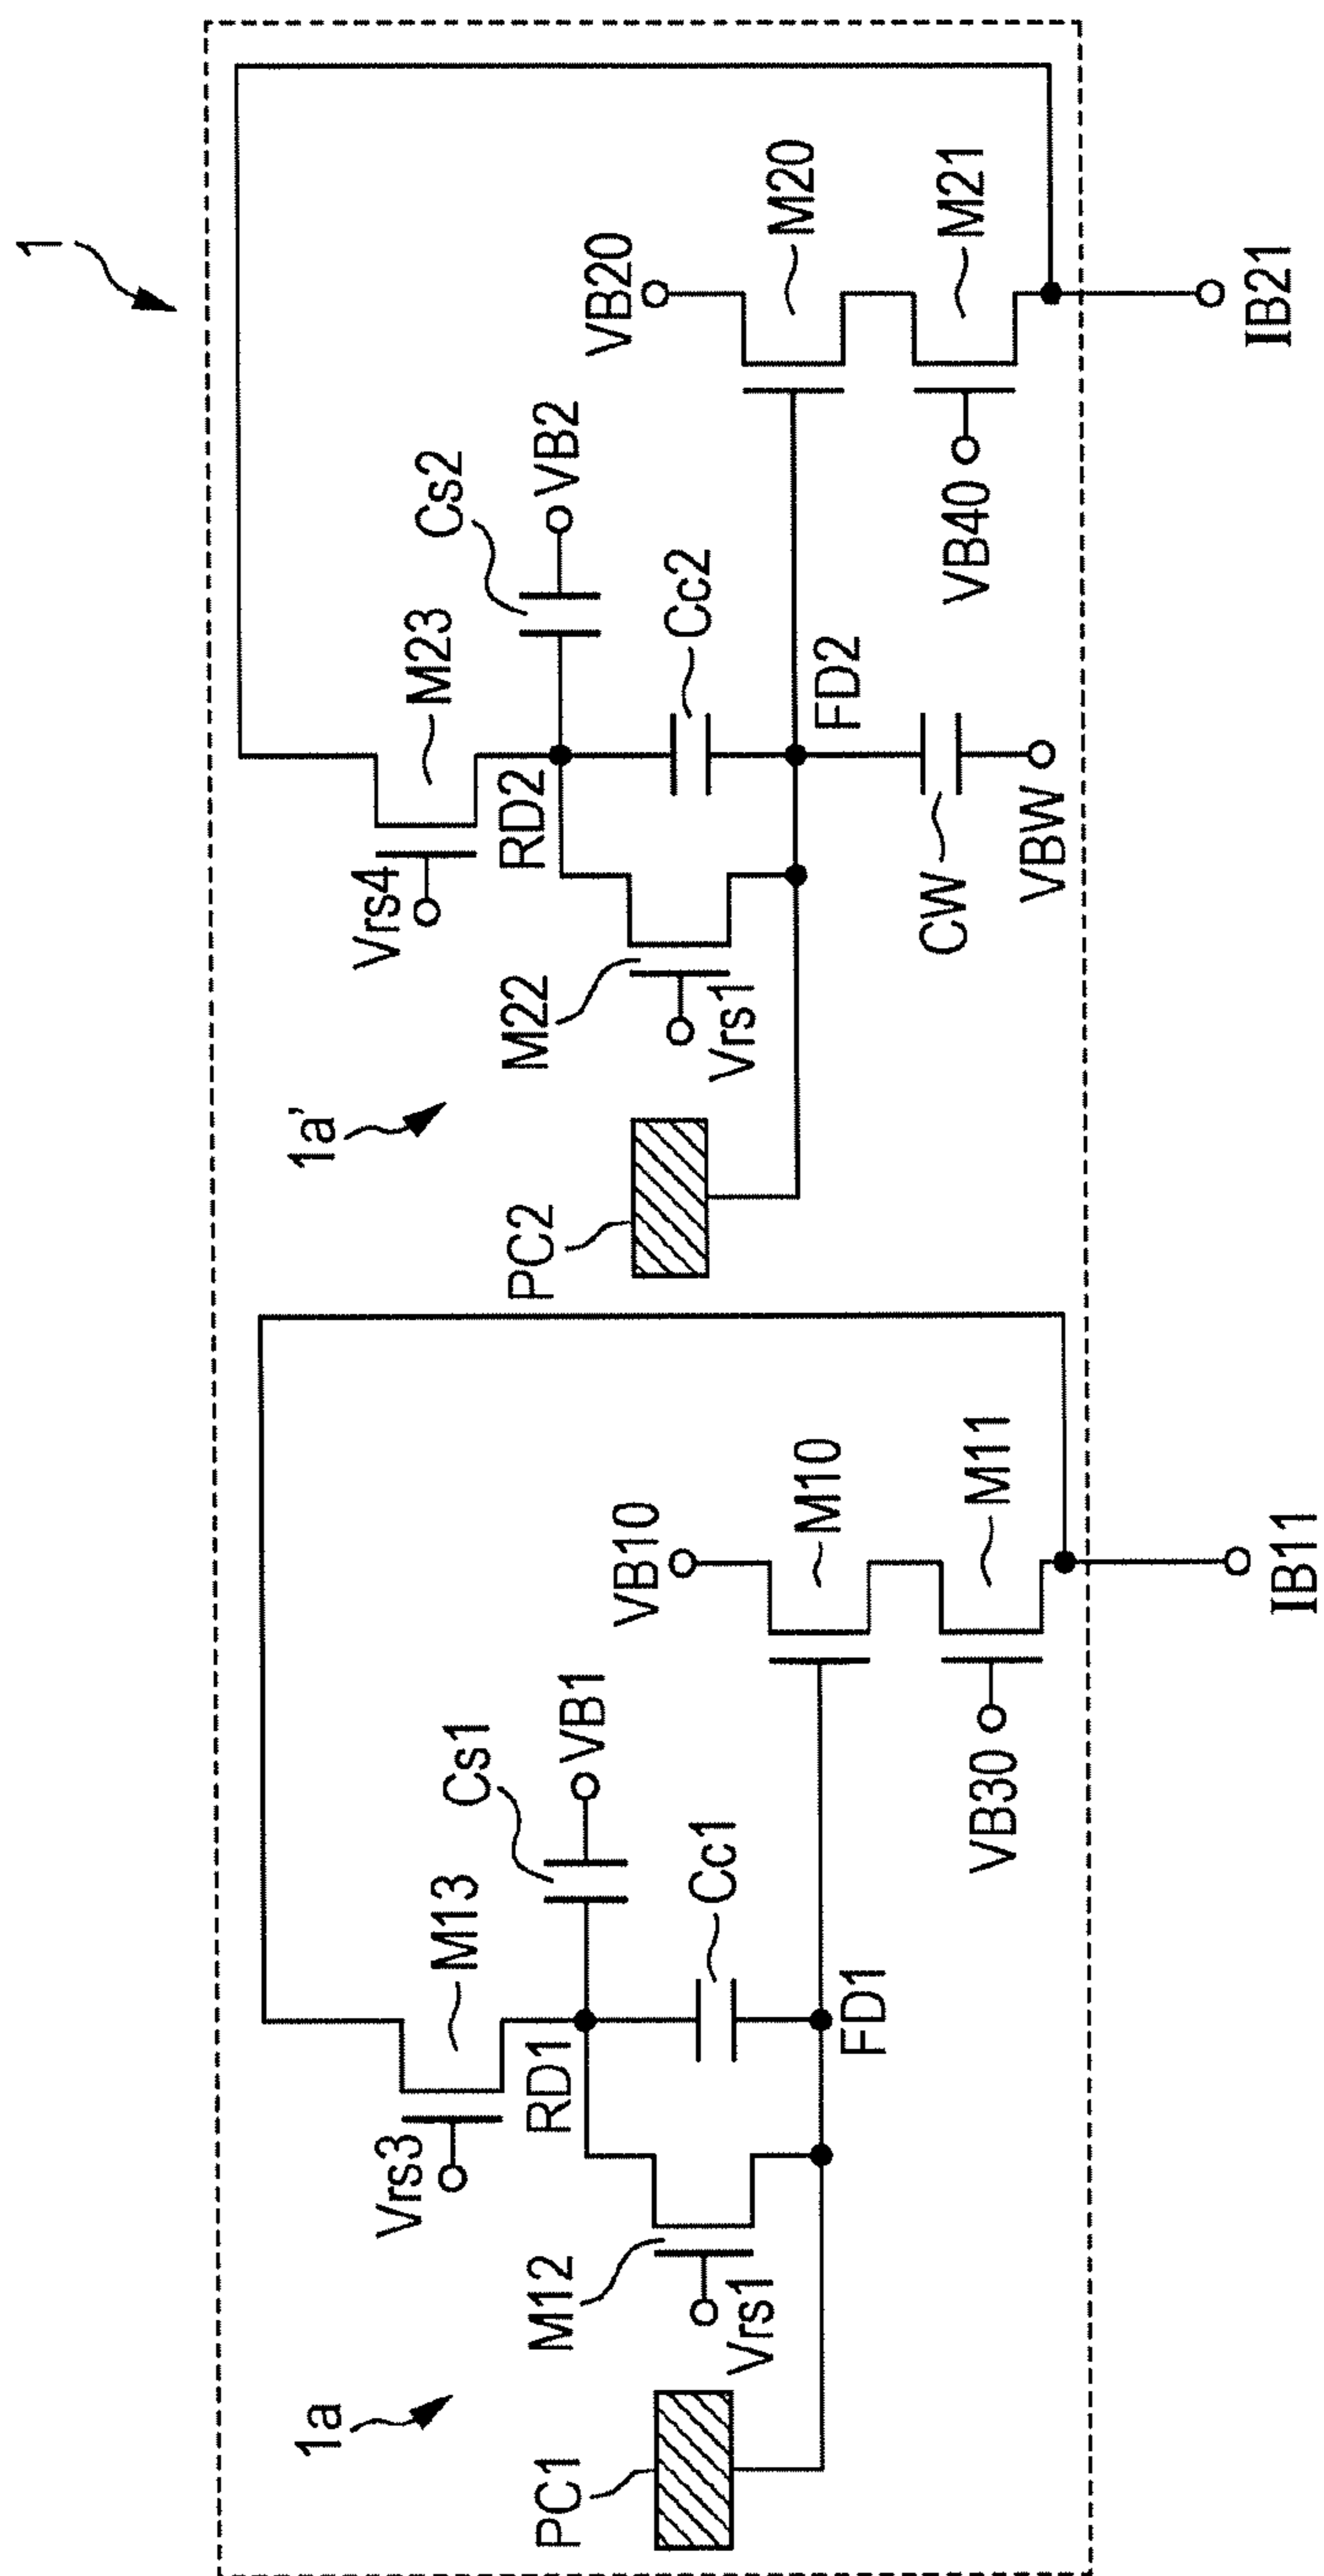 1
1a
PC1
M12
Vrs1
Vrs3
M13
RD1
Cs1
VB1
Cc1
FD1
VB10
M10
M11
VB30
IB11
1a'
PC2
M22
Vrs1
Vrs4
M23
RD2
Cs2
VB2
Cc2
FD2
CW
VBW
VB20
M20
M21
VB40
IB21